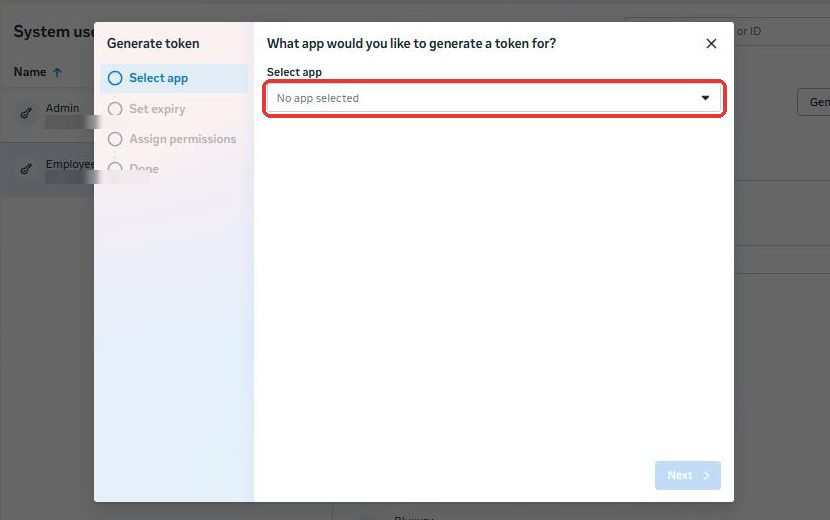 System use
Name ↑
Admin
Employee
Generate token
Select app
Set expiry
Assign permissions
Done
What app would you like to generate a token for?
Select app
No app selected
Next
or ID
Gen